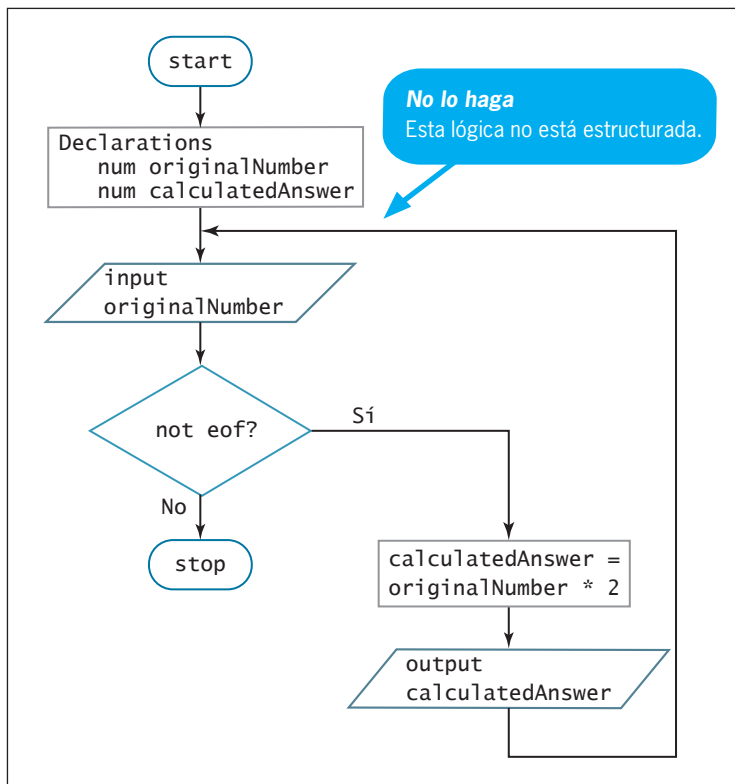 start
No lo haga
Esta lógica no está estructurada.
Declarations
num originalNumber
num calculatedAnswer
input
originalNumber
not eof?
Sí
No
stop
calculatedAnswer =
originalNumber * 2
output
calculatedAnswer